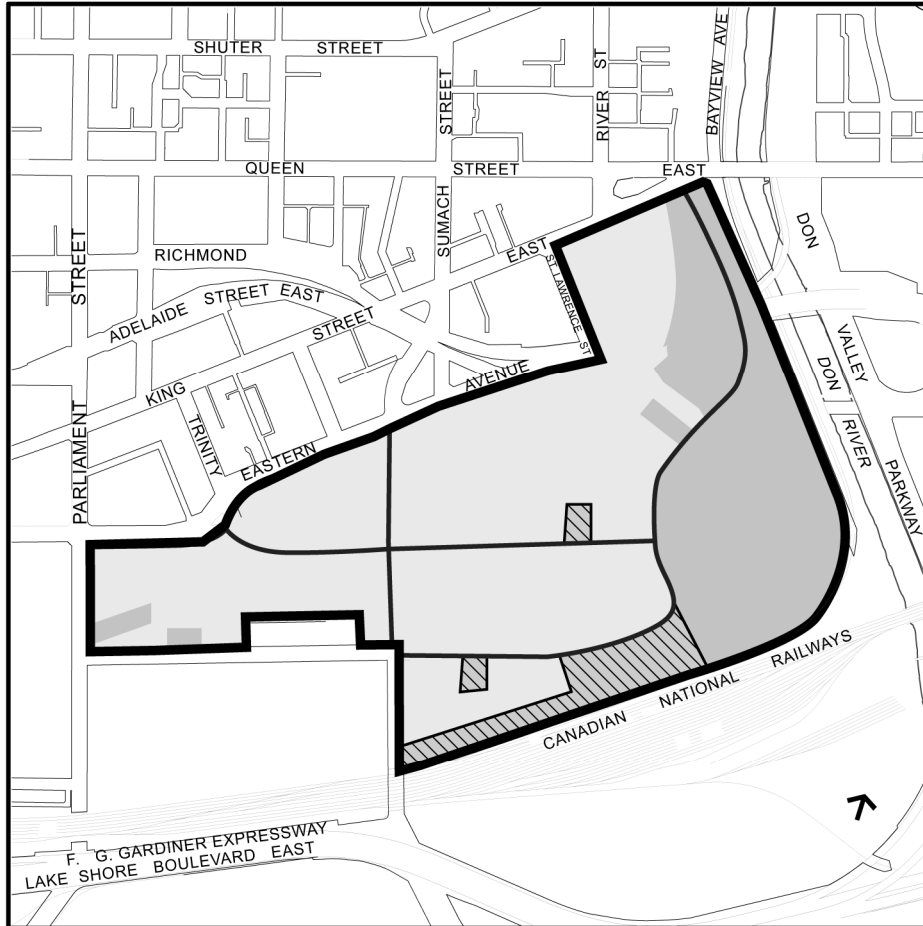 SHUTER STREET
STREET
RIVER ST
BAYVIEW AVE
QUEEN STREET EAST
SUMACH
STREET
DON
RICHMOND
EAST
ST. LAWRENCE ST
ADELAIDE STREET EAST
STREET
KING
VALLEY
DON
AVENUE
PARLIAMENT
TRINITY
EASTERN
RIVER
PARKWAY
CANADIAN NATIONAL RAILWAYS
F. G. GARDINER EXPRESSWAY
LAKE SHORE BOULEVARD EAST